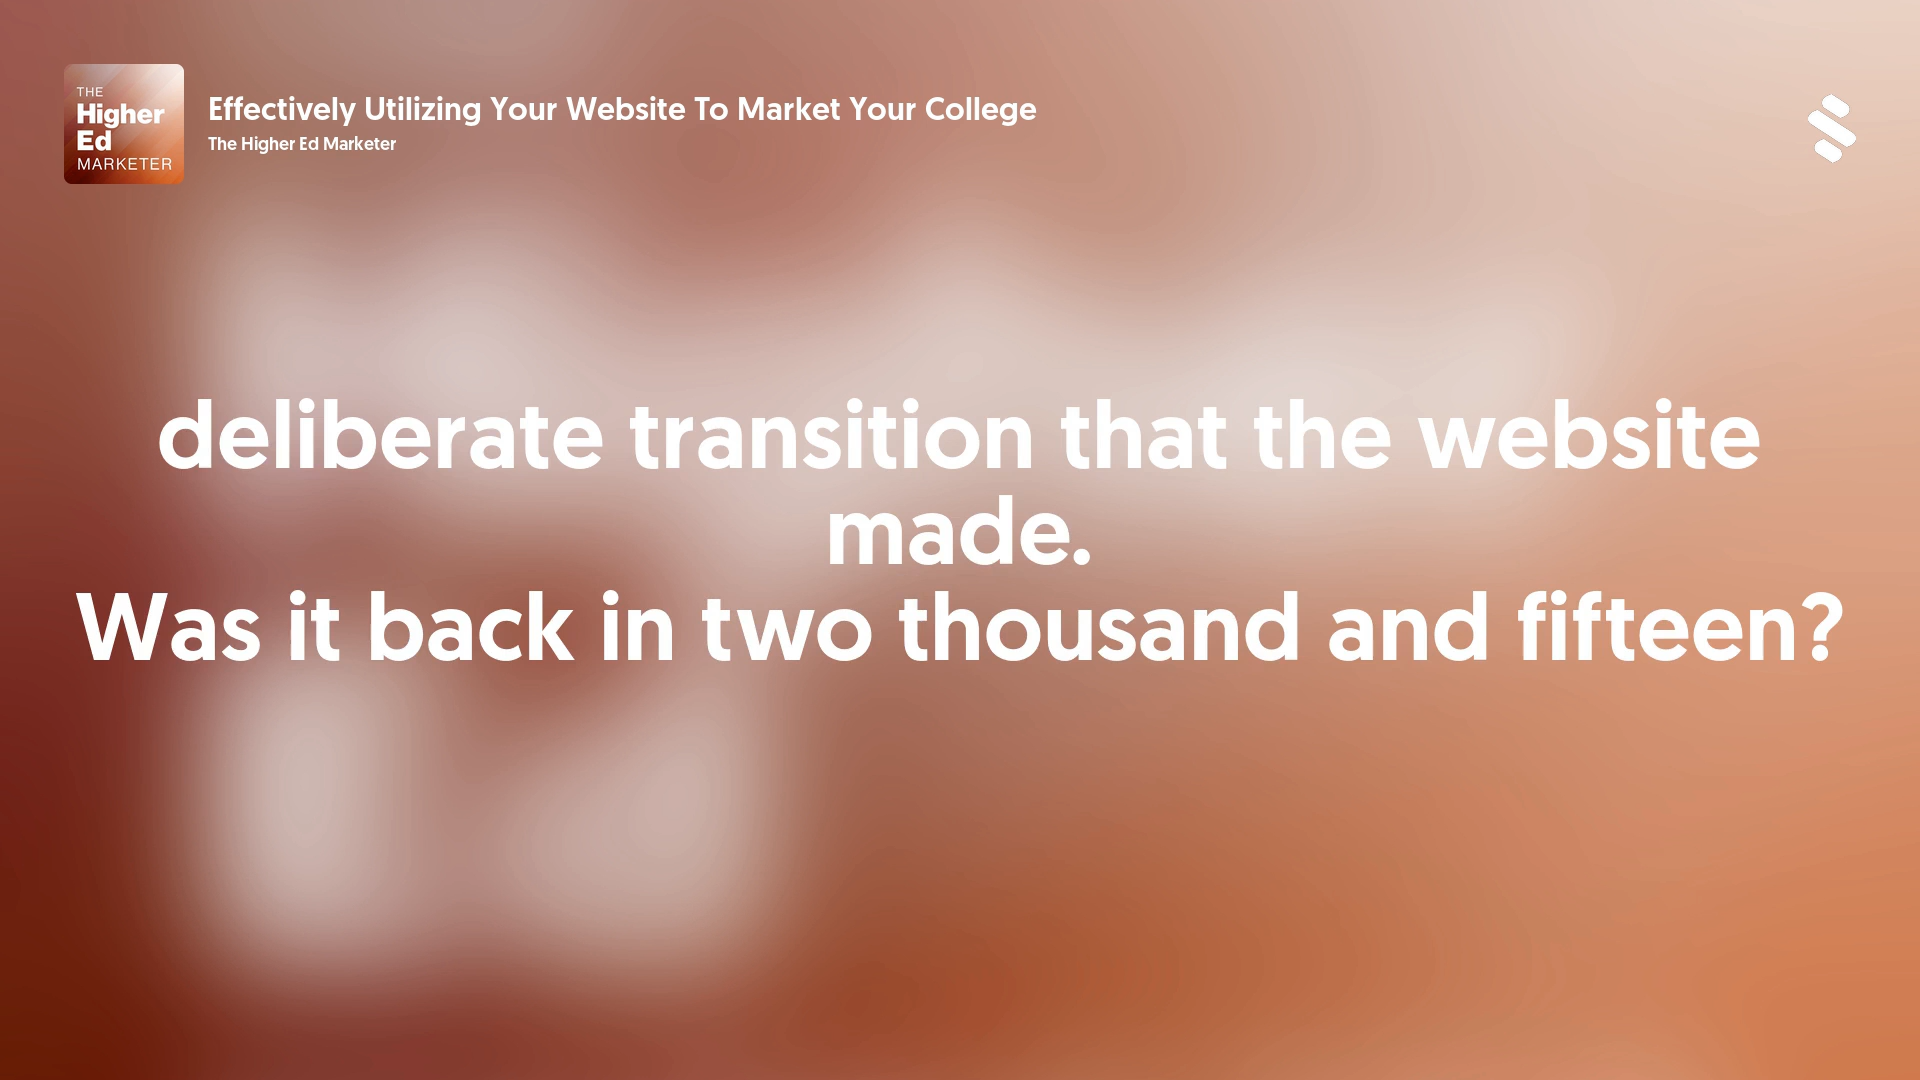 THE
Higher
Ed
MARKETER
Effectively Utilizing Your Website To Market Your College
The Higher Ed Marketer
deliberate transition that the website
made.
Was it back in two thousand and fifteen?